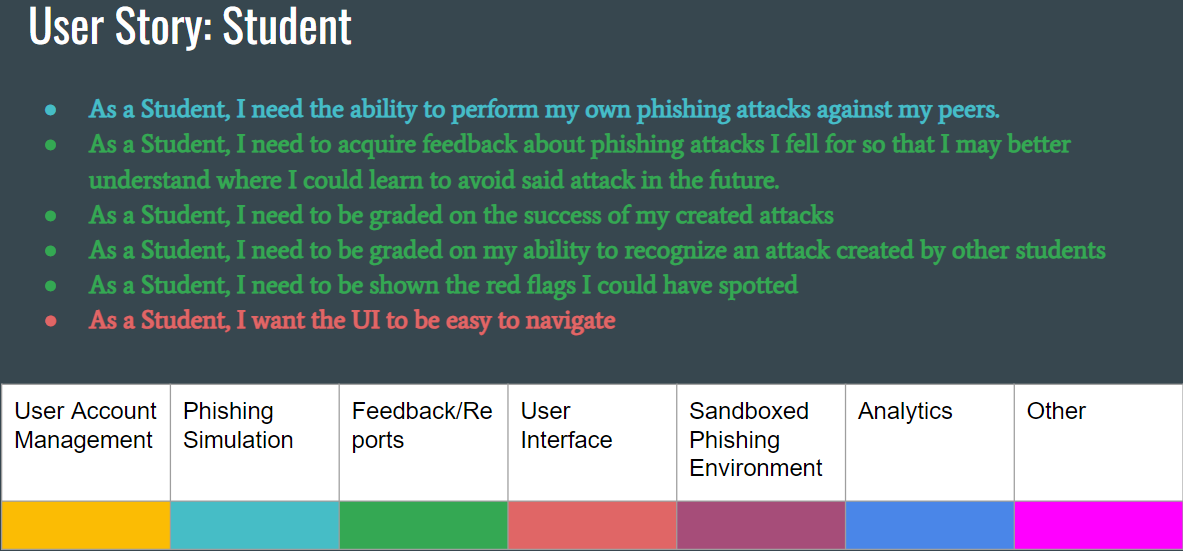 User Story: Student
● As a Student, I need the ability to perform my own phishing attacks against my peers.
● As a Student, I need to acquire feedback about phishing attacks I fell for so that I may better
understand where I could learn to avoid said attack in the future.
● As a Student, I need to be graded on the success of my created attacks
● As a Student, I need to be graded on my ability to recognize an attack created by other students
● As a Student, I need to be shown the red flags I could have spotted
● As a Student, I want the UI to be easy to navigate
User Account
Management
Phishing
Simulation
Feedback/Re
ports
User
Interface
Sandboxed
Phishing
Environment
Analytics
Other